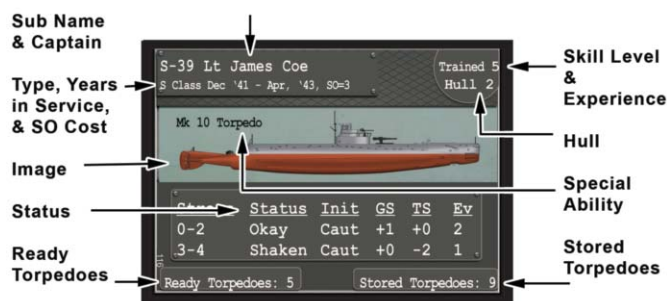 Sub Name
& Captain
Type, Years
in Service,
& SO Cost
Image
Status
Ready
Torpedoes
S-39 Lt James Coe
S Class Dec '41 - Apr, '43, SO=3
Trained 5
Hull 2
Mk 10 Torpedo
Status Init GS TS Ev
0-2 Okay Caut +1 +0 2
3-4 Shaken Caut +0 -2 1
116
Ready Torpedoes: 5
Stored Torpedoes: 9
Skill Level
&
Experience
Hull
Special
Ability
Stored
Torpedoes